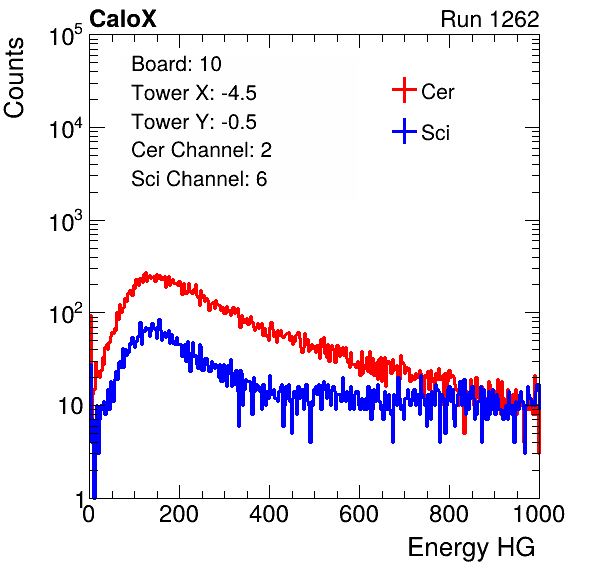 CaloX Run 1262
Counts
10^5
10^4
10^3
10^2
10
1
Board: 10
Tower X: -4.5
Tower Y: -0.5
Cer Channel: 2
Sci Channel: 6
Cer
Sci
0 200 400 600 800 1000
Energy HG